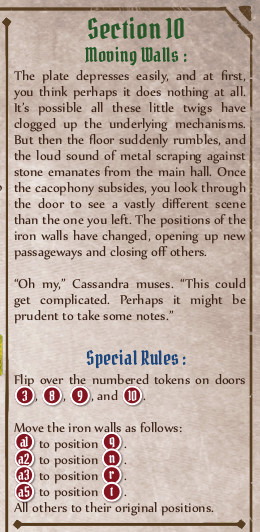 Section 10
Moving Walls :
The plate depresses easily, and at first,
you think perhaps it does nothing at all.
It's possible all these little twigs have
clogged up the underlying mechanisms.
But then the floor suddenly rumbles, and
the loud sound of metal scraping against
stone emanates from the main hall. Once
the cacophony subsides, you look through
the door to see a vastly different scene
than the one you left. The positions of the
iron walls have changed, opening up new
passageways and closing off others.
"Oh my," Cassandra muses. "This could
get complicated. Perhaps it might be
prudent to take some notes."
Special Rules :
Flip over the numbered tokens on doors
3, 8, 9, and 10.
Move the iron walls as follows:
a1 to position q.
a2 to position n.
a3 to position r.
a5 to position t.
All others to their original positions.